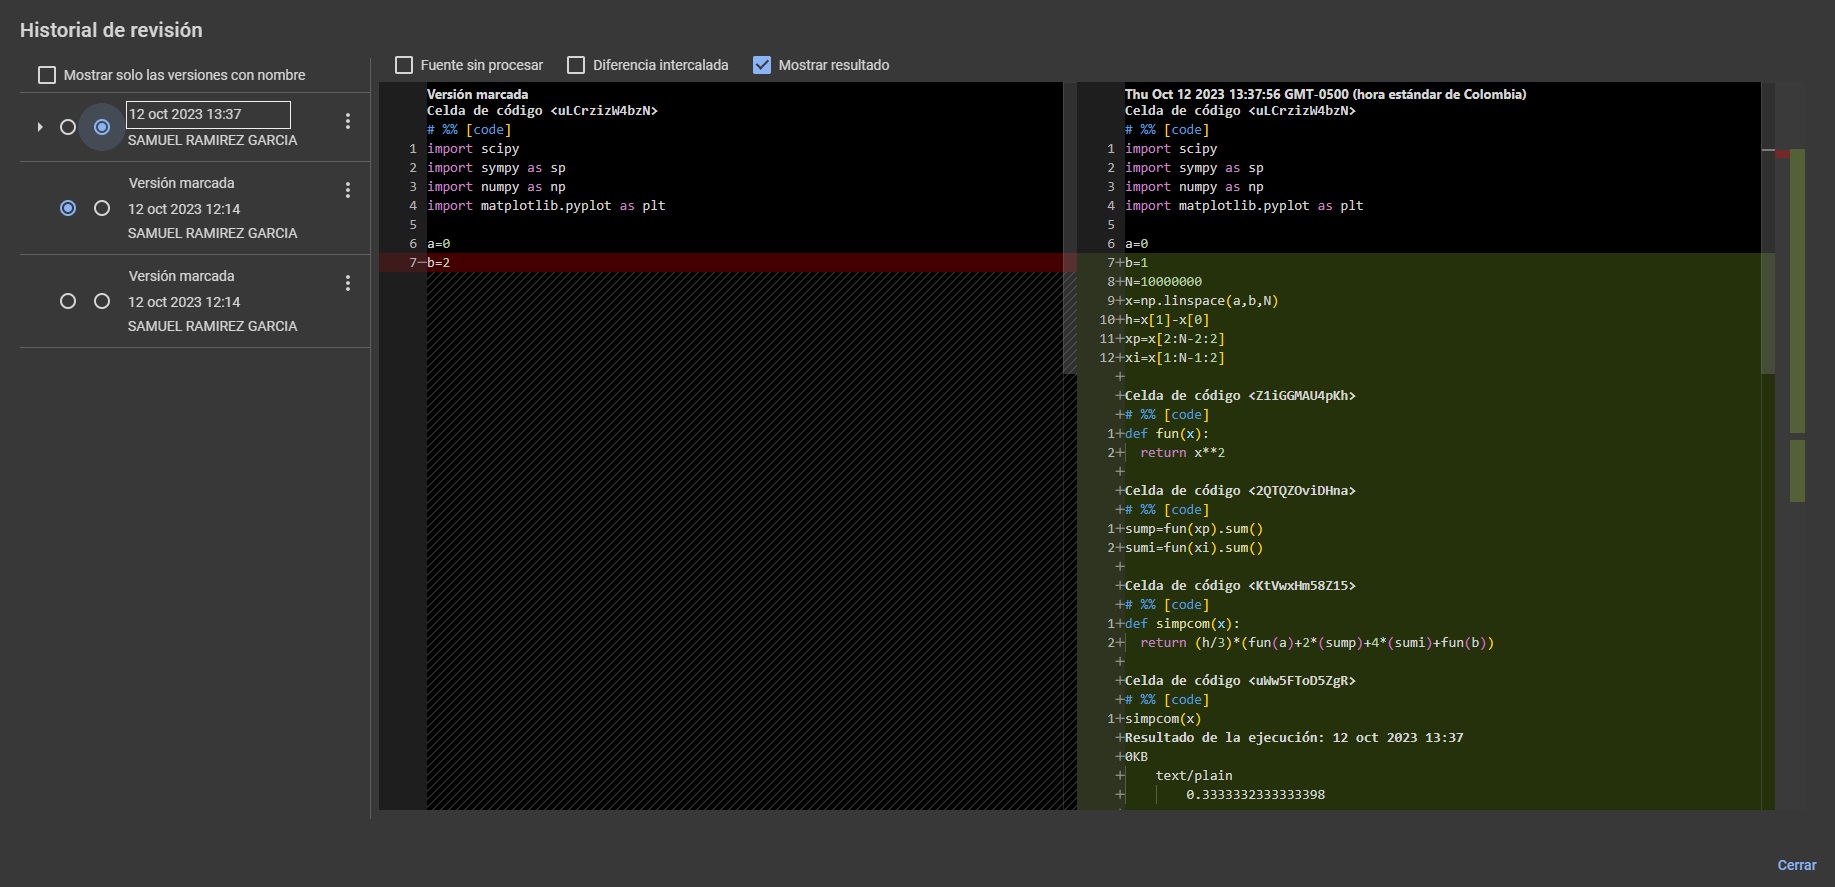 Historial de revisión
Mostrar solo las versiones con nombre
12 oct 2023 13:37
SAMUEL RAMIREZ GARCIA
Versión marcada
12 oct 2023 12:14
SAMUEL RAMIREZ GARCIA
Versión marcada
12 oct 2023 12:14
SAMUEL RAMIREZ GARCIA
Fuente sin procesar
Diferencia intercalada
Mostrar resultado
Versión marcada
Celda de código <uLCrzizW4bzN>
# %% [code]
1 import scipy
2 import sympy as sp
3 import numpy as np
4 import matplotlib.pyplot as plt
5
6 a=0
7-b=2
Thu Oct 12 2023 13:37:56 GMT-0500 (hora estándar de Colombia)
Celda de código <uLCrzizW4bzN>
# %% [code]
1 import scipy
2 import sympy as sp
3 import numpy as np
4 import matplotlib.pyplot as plt
5
6 a=0
7+b=1
8+N=10000000
9+x=np.linspace(a,b,N)
10+h=x[1]-x[0]
11+xp=x[2:N-2:2]
12+xi=x[1:N-1:2]
+
+Celda de código <Z1iGGMAU4pKh>
+# %% [code]
1+def fun(x):
2+  return x**2
+
+Celda de código <2QTQZOviDHna>
+# %% [code]
1+sump=fun(xp).sum()
2+sumi=fun(xi).sum()
+
+Celda de código <KtVwxHm58Z15>
+# %% [code]
1+def simpcom(x):
2+  return (h/3)*(fun(a)+2*(sump)+4*(sumi)+fun(b))
+
+Celda de código <uWw5FToD5ZgR>
+# %% [code]
1+simpcom(x)
+Resultado de la ejecución: 12 oct 2023 13:37
+0KB
+    text/plain
+        0.3333332333333398
Cerrar